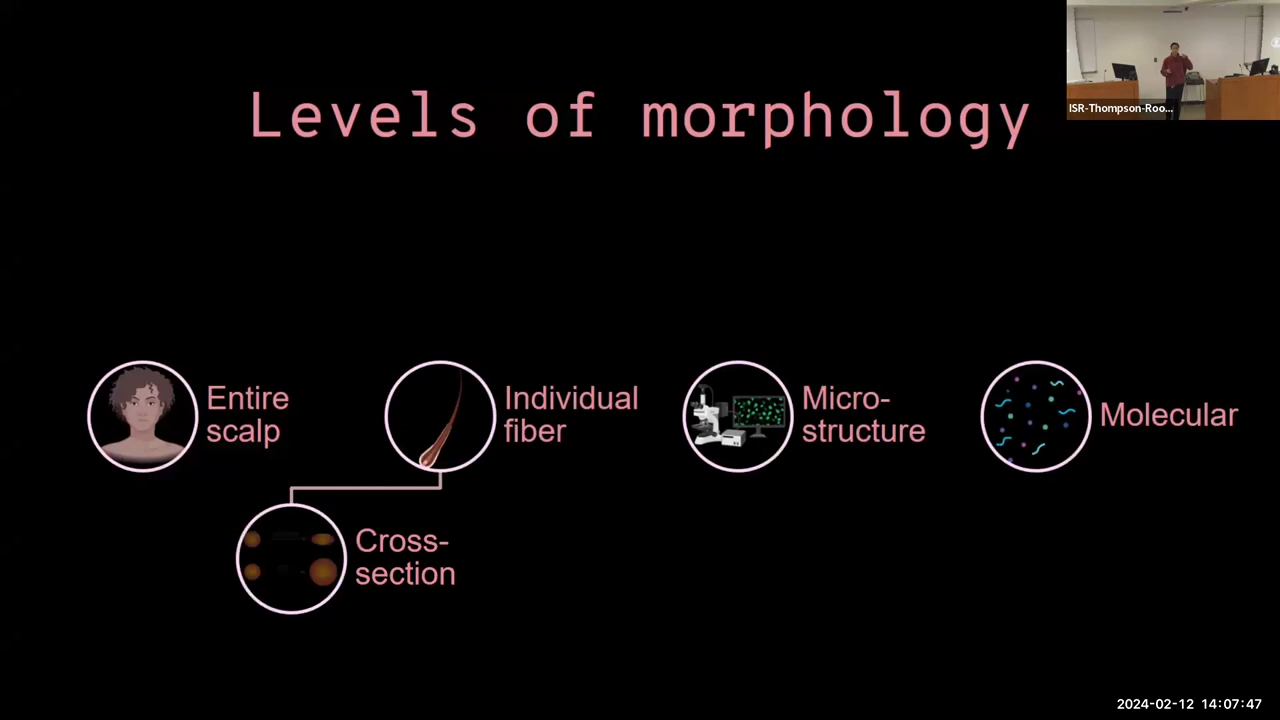 ISR-Thompson-Roo...
Levels of morphology
Entire
scalp
Individual
fiber
Micro-
structure
Molecular
Cross-
section
2024-02-12 14:07:47